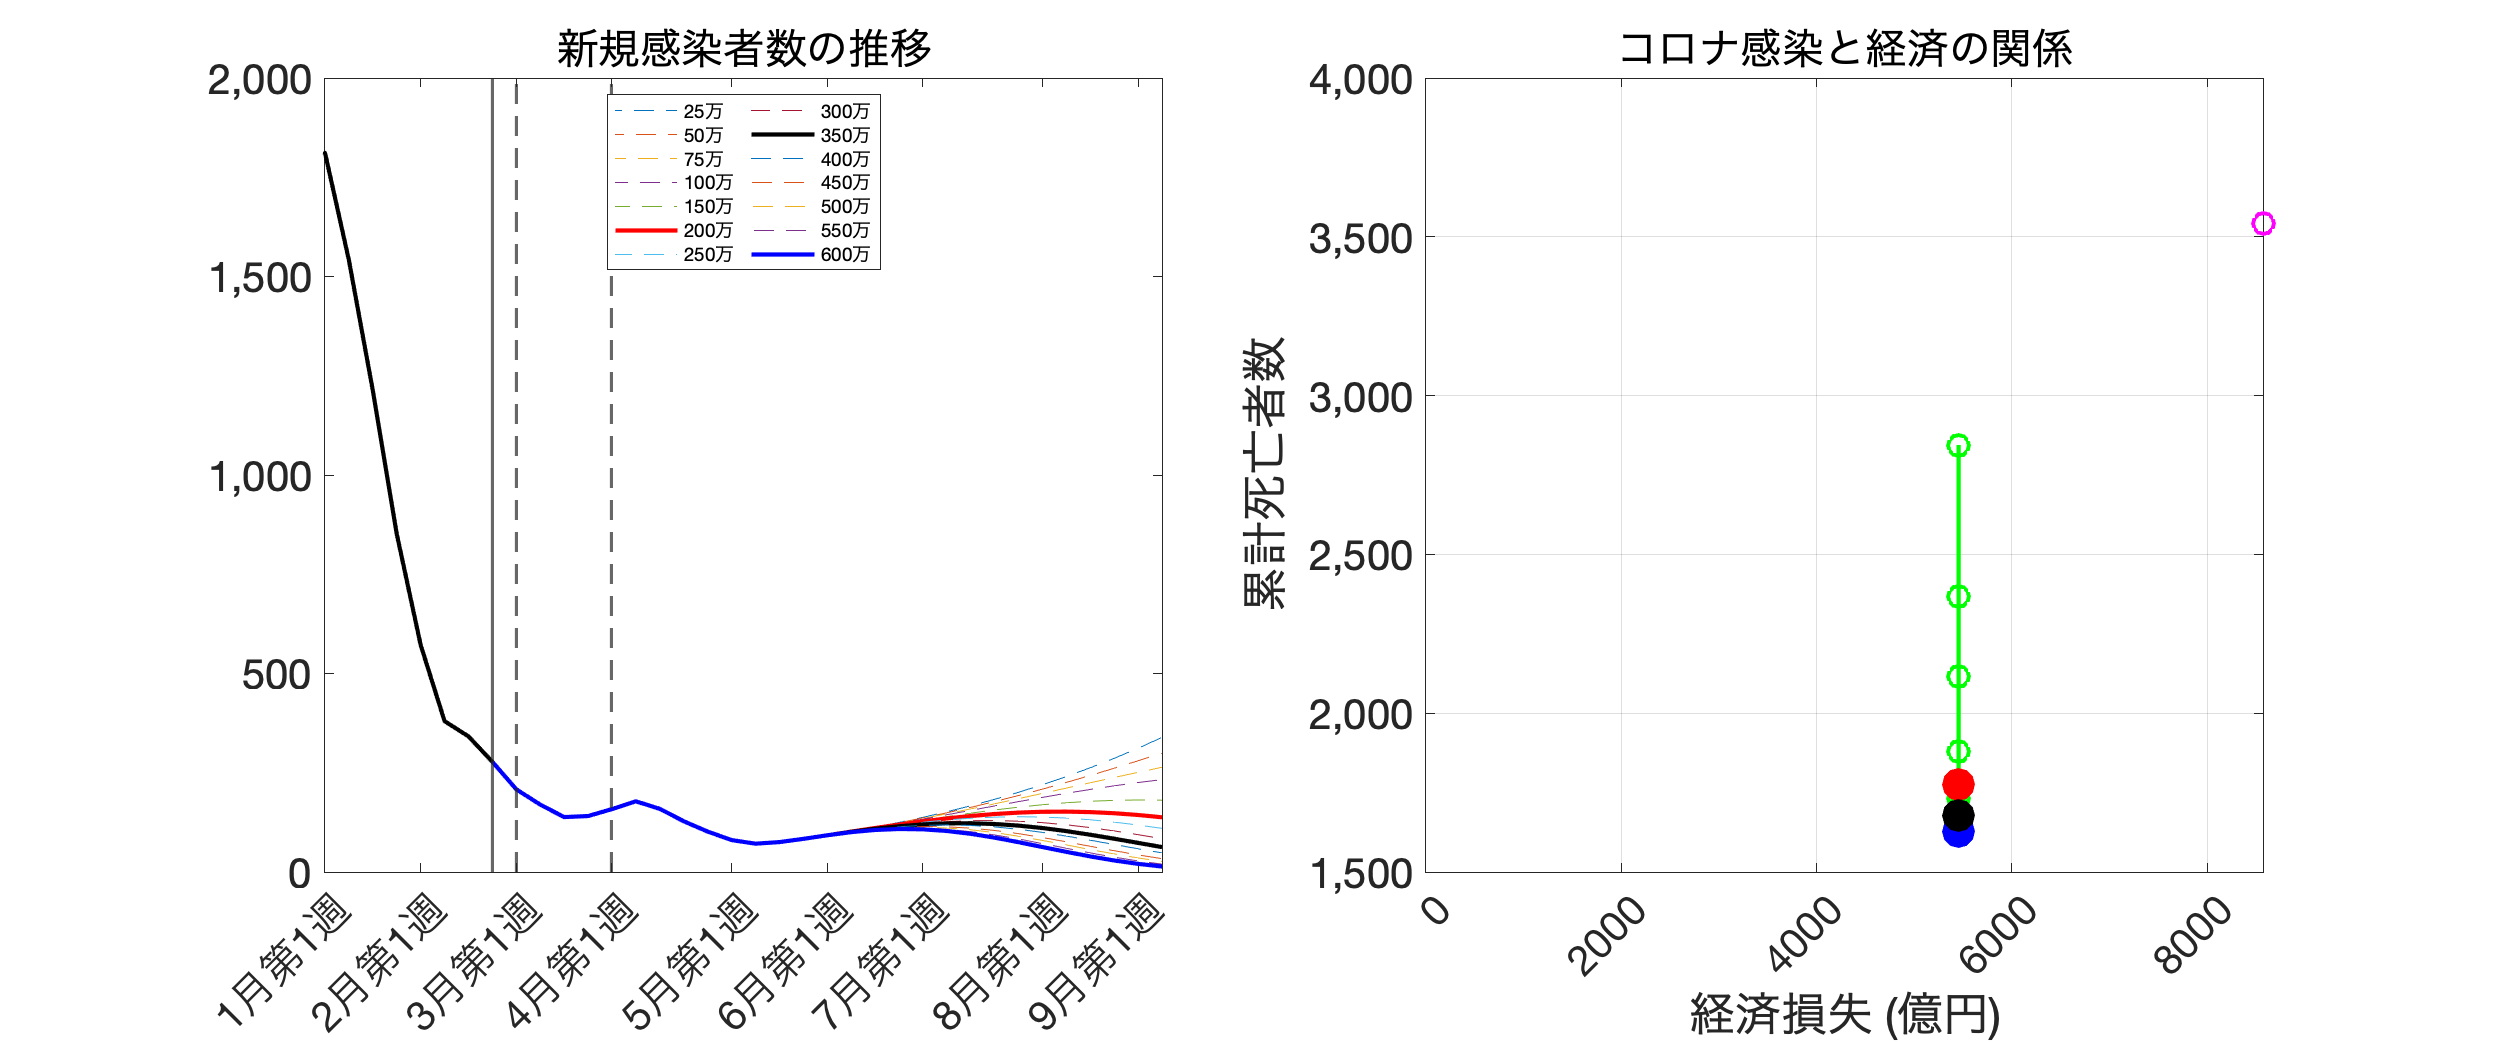 新規感染者数の推移
2,000
1,500
1,000
500
0
25万
50万
75万
100万
150万
200万
250万
300万
350万
400万
450万
500万
550万
600万
1月第1週
2月第1週
3月第1週
4月第1週
5月第1週
6月第1週
7月第1週
8月第1週
9月第1週
コロナ感染と経済の関係
累計死亡者数
4,000
3,500
3,000
2,500
2,000
1,500
0
2000
4000
6000
8000
経済損失 (億円)